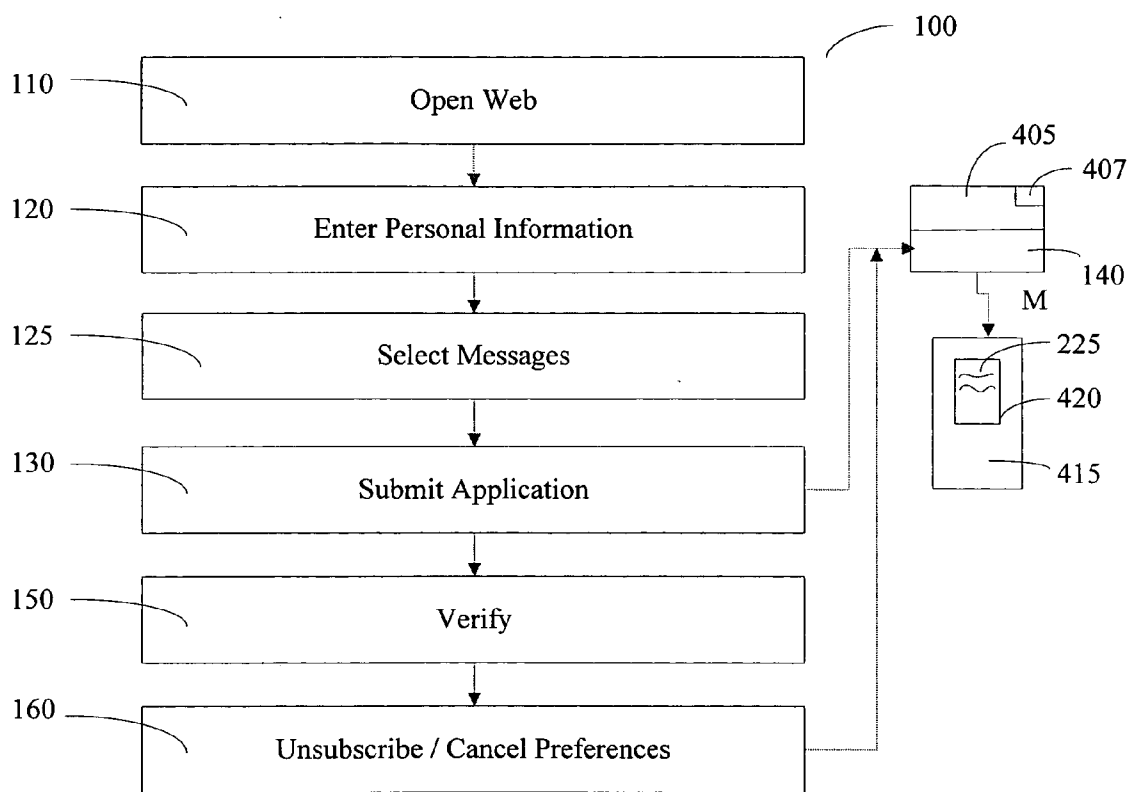 100
110
Open Web
405
407
120
Enter Personal Information
140
M
125
Select Messages
225
420
130
Submit Application
415
150
Verify
160
Unsubscribe / Cancel Preferences